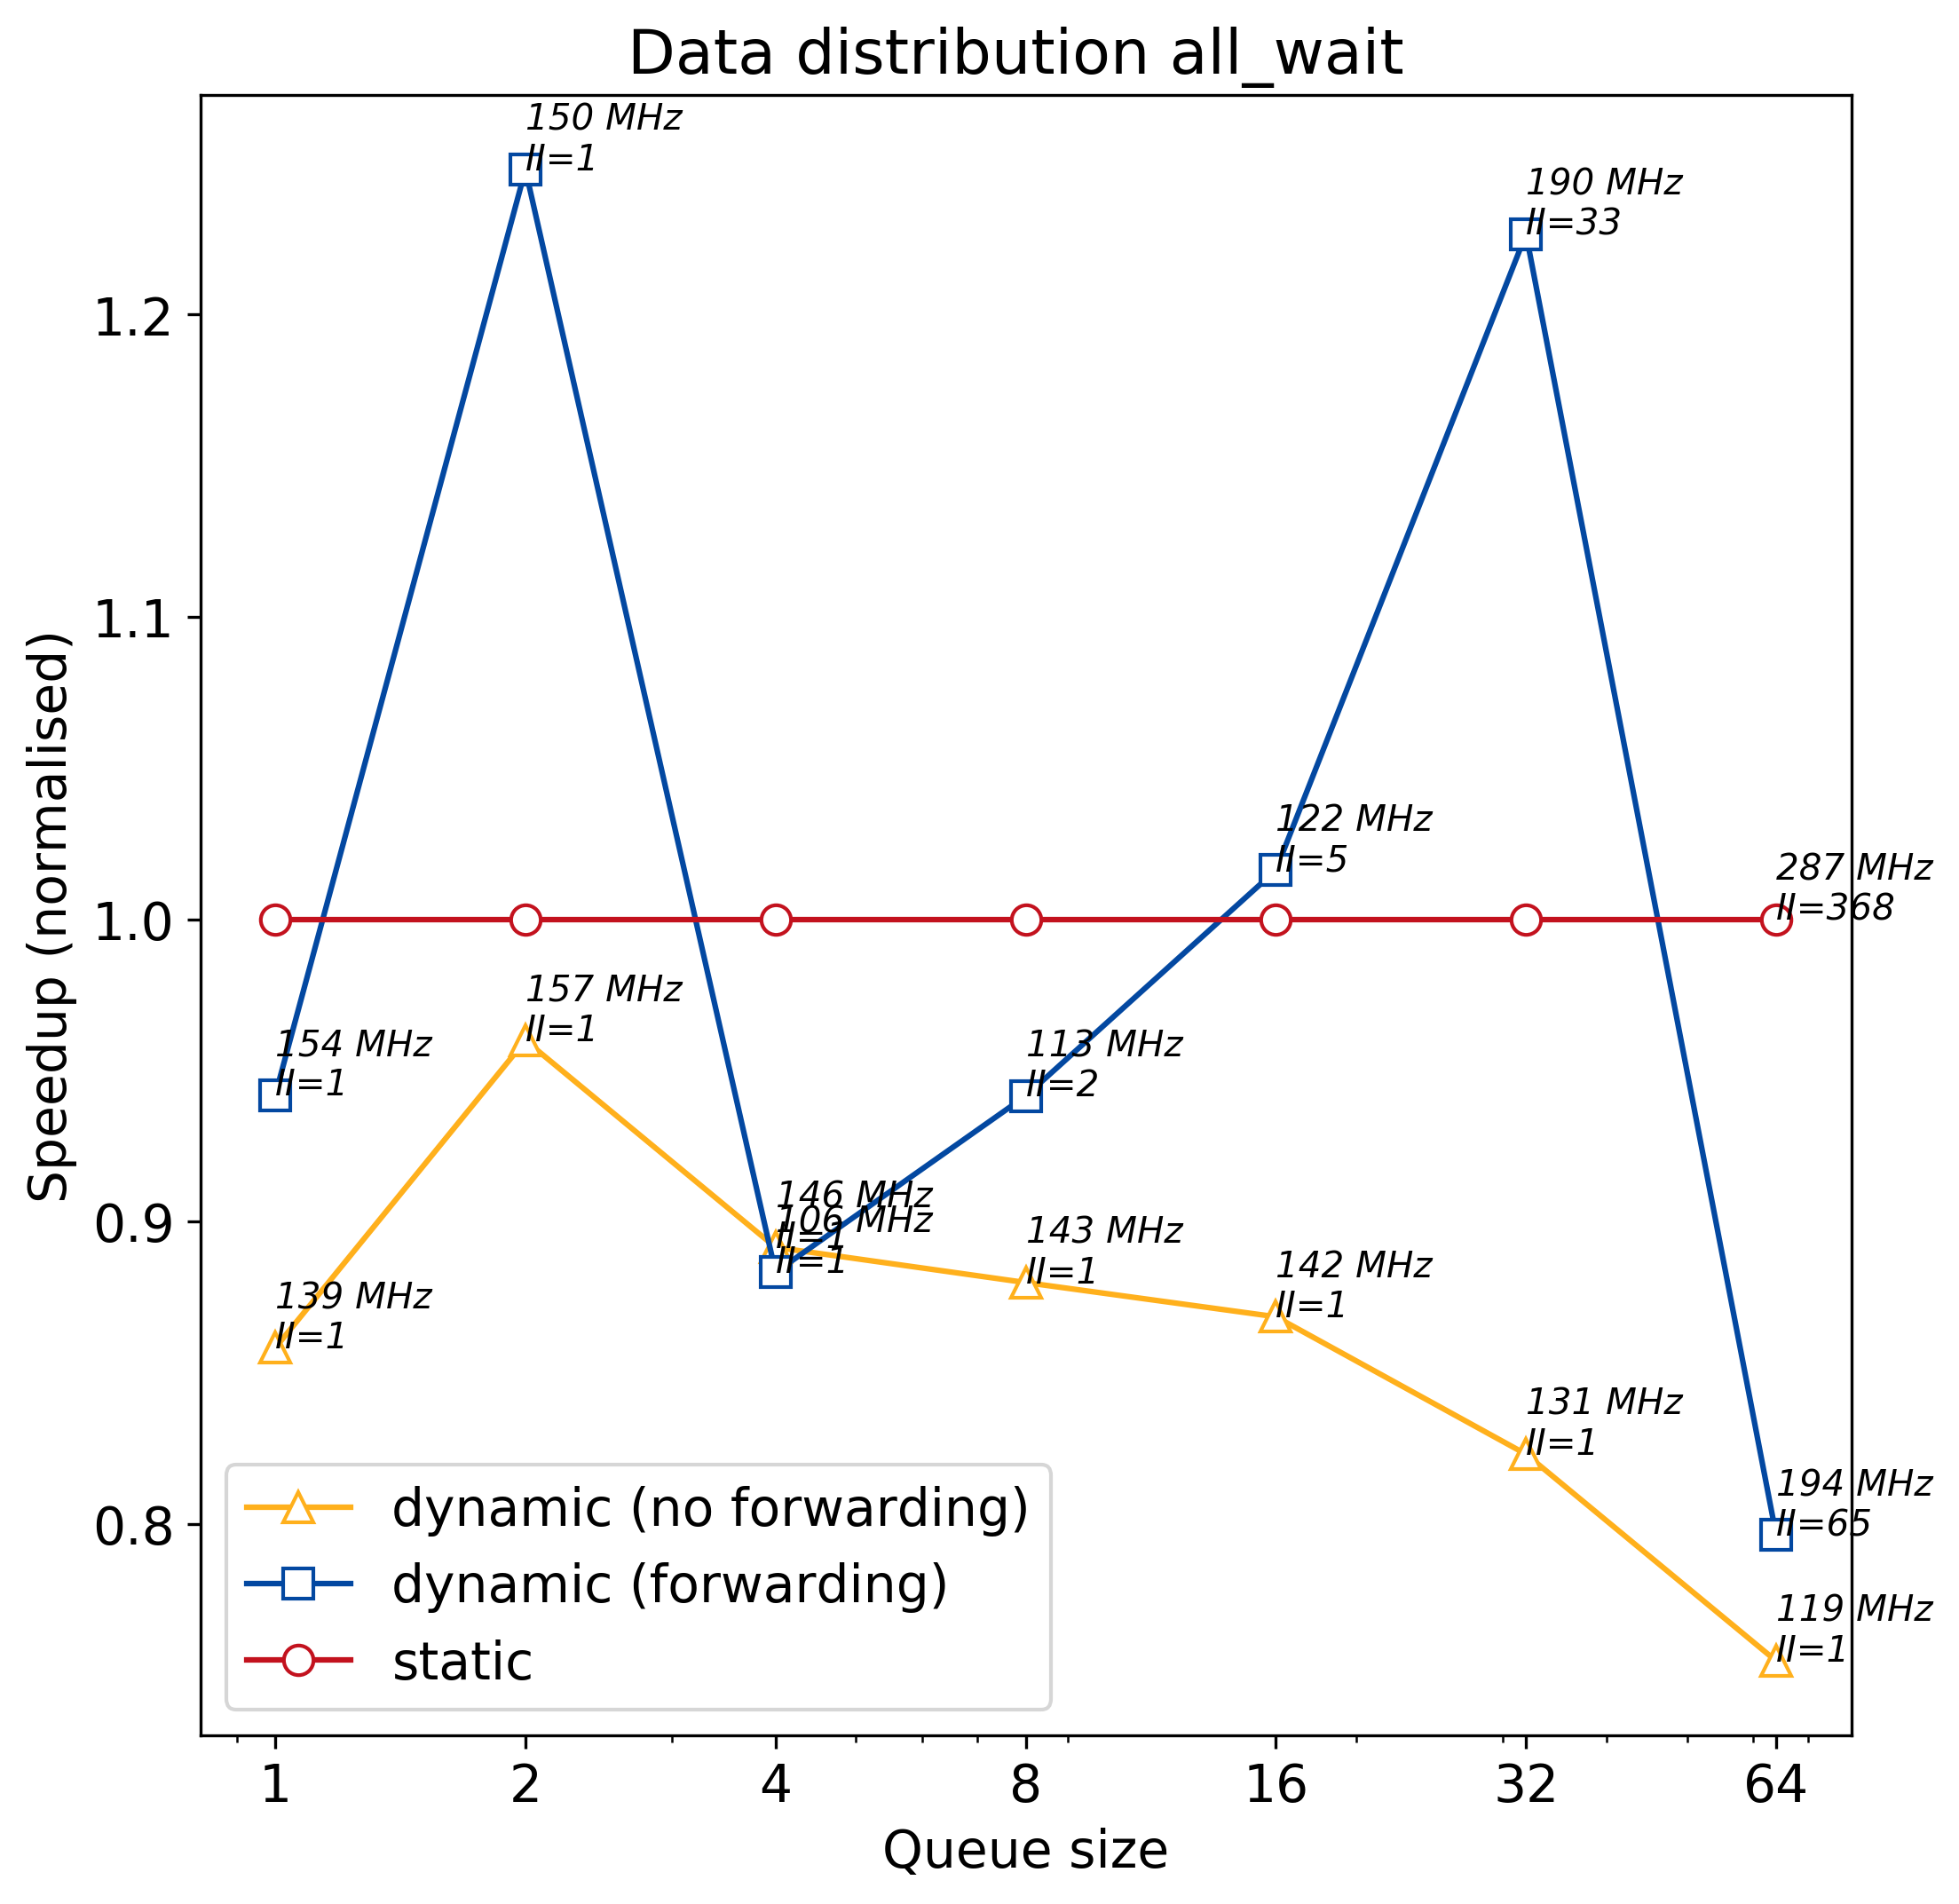 Data distribution all_wait
150 MHz
II=1
190 MHz
II=33
1.2
1.1
Speedup (normalised)
122 MHz
II=5
287 MHz
II=368
1.0
157 MHz
II=1
154 MHz
II=1
113 MHz
II=2
146 MHz
II=1
106 MHz
II=1
0.9
143 MHz
II=1
142 MHz
II=1
139 MHz
II=1
131 MHz
II=1
194 MHz
II=65
0.8
119 MHz
II=1
dynamic (no forwarding)
dynamic (forwarding)
static
1 2 4 8 16 32 64
Queue size